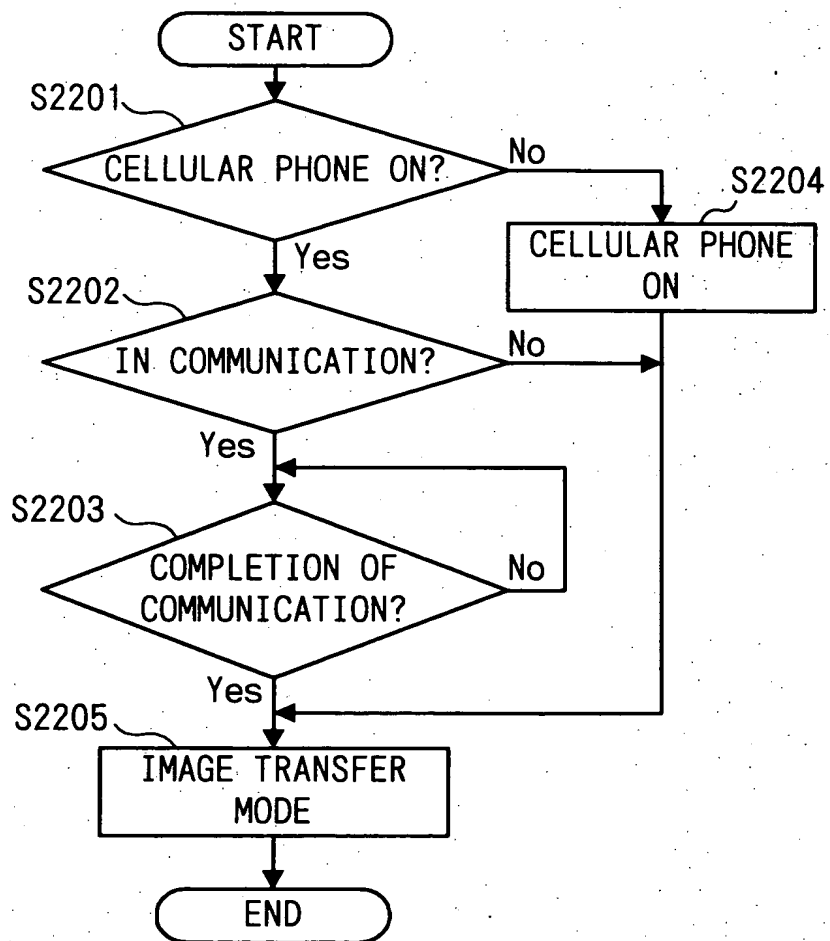 START
S2201
CELLULAR PHONE ON?
No
S2204
CELLULAR PHONE
ON
Yes
S2202
IN COMMUNICATION?
No
Yes
S2203
COMPLETION OF
COMMUNICATION?
No
Yes
S2205
IMAGE TRANSFER
MODE
END